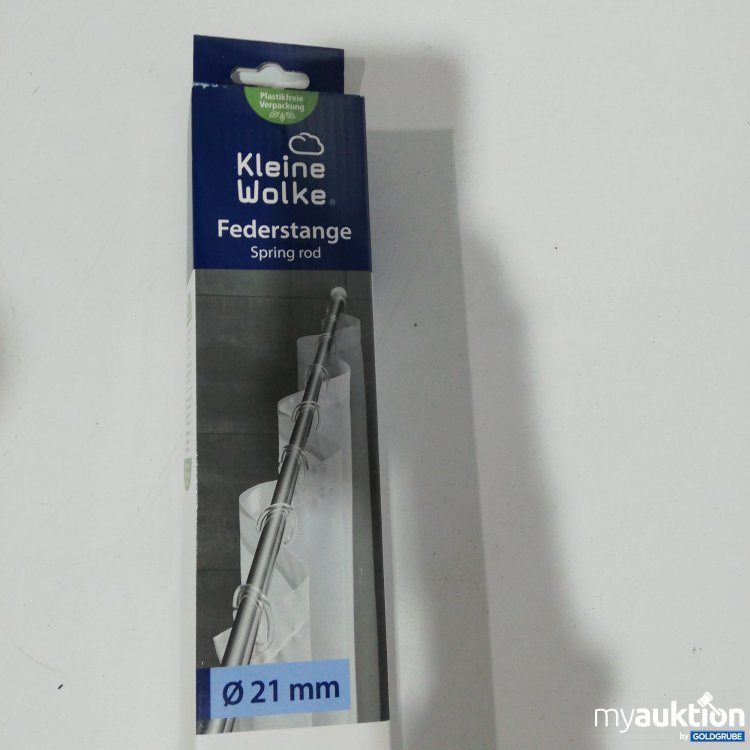 Plastikfreie
Verpackung
Kleine
Wolke®
Federstange
Spring rod
Ø 21 mm
myauktion
by GOLDGRUBE